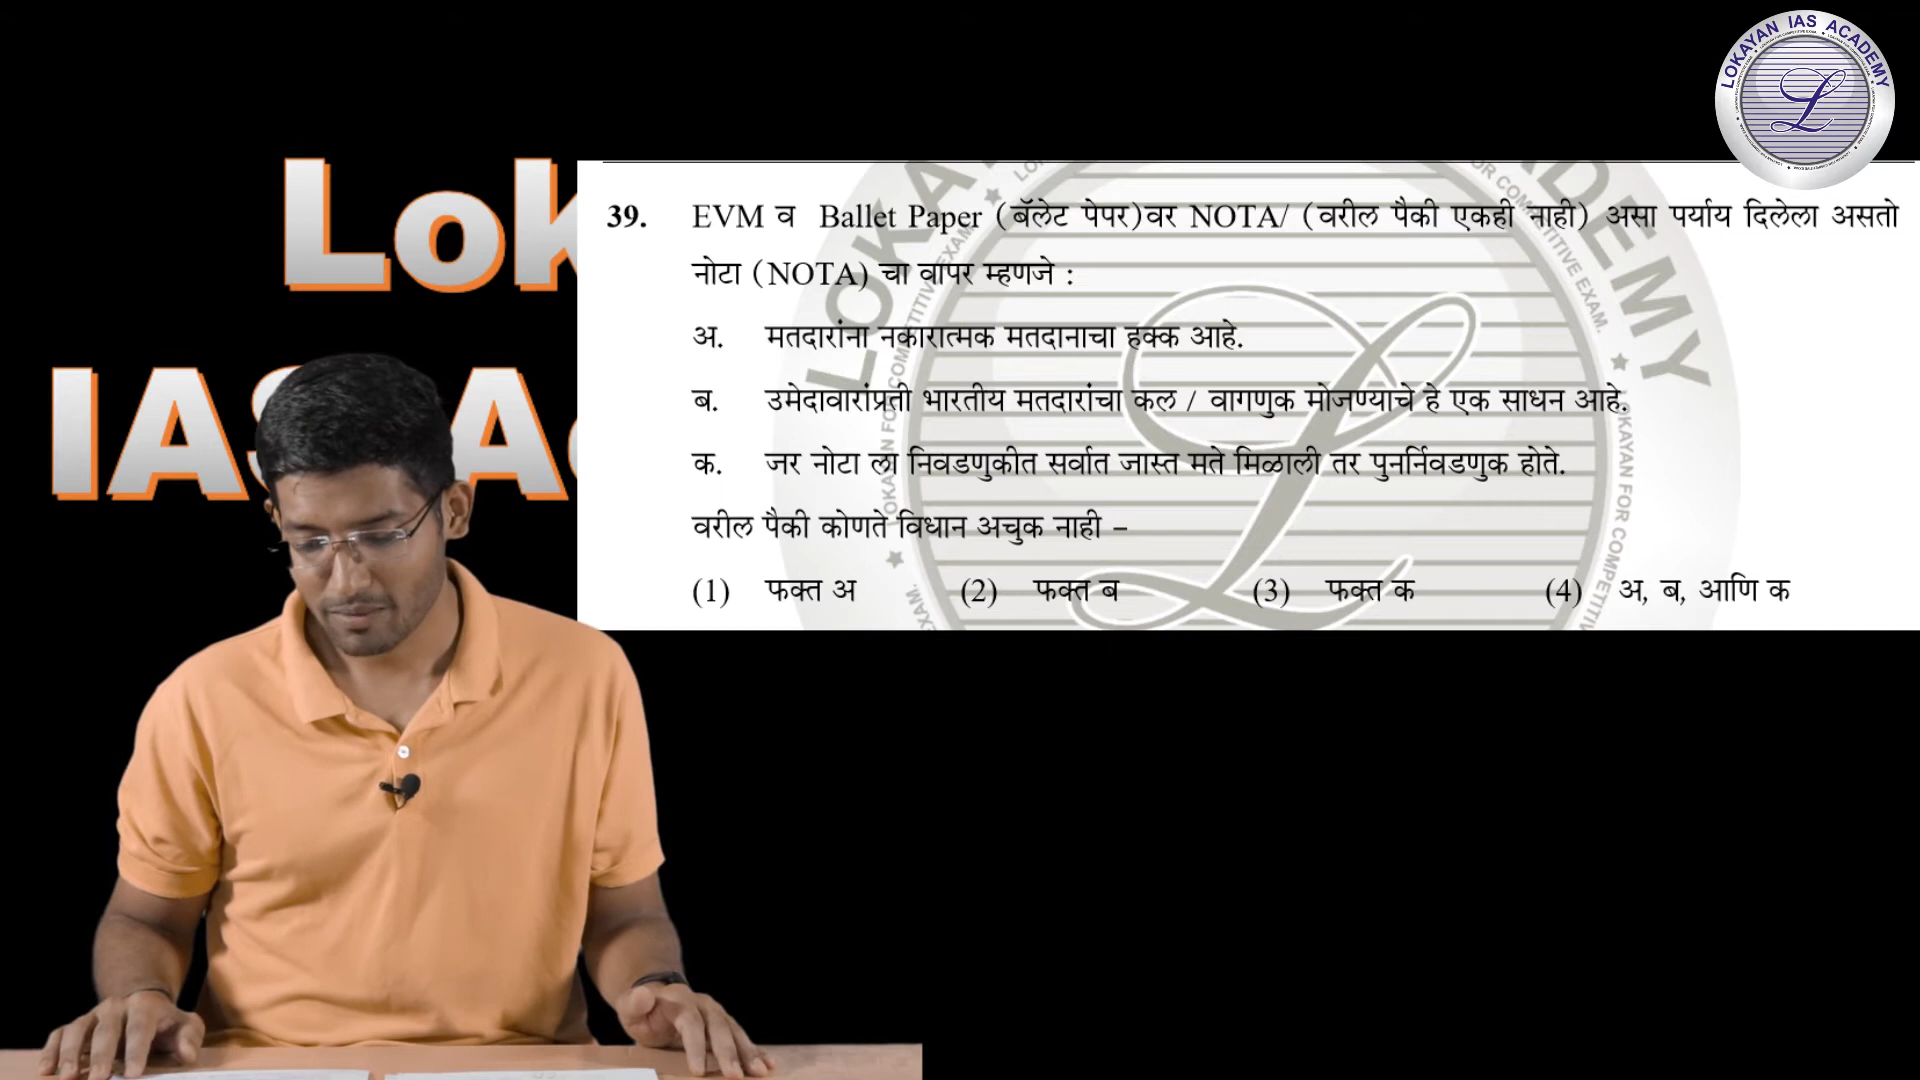 LOKAYAN IAS ACADEMY
LoK
IAS Ac
39. EVM व Ballet Paper (बॅलेट पेपर)वर NOTA/ (वरील पैकी एकही नाही) असा पर्याय दिलेला असतो
नोटा (NOTA) चा वापर म्हणजे :
अ. मतदारांना नकारात्मक मतदानाचा हक्क आहे.
ब. उमेदावारांप्रती भारतीय मतदारांचा कल / वागणुक मोजण्याचे हे एक साधन आहे.
क. जर नोटा ला निवडणुकीत सर्वात जास्त मते मिळाली तर पुनर्निवडणुक होते.
वरील पैकी कोणते विधान अचुक नाही –
(1) फक्त अ (2) फक्त ब (3) फक्त क (4) अ, ब, आणि क